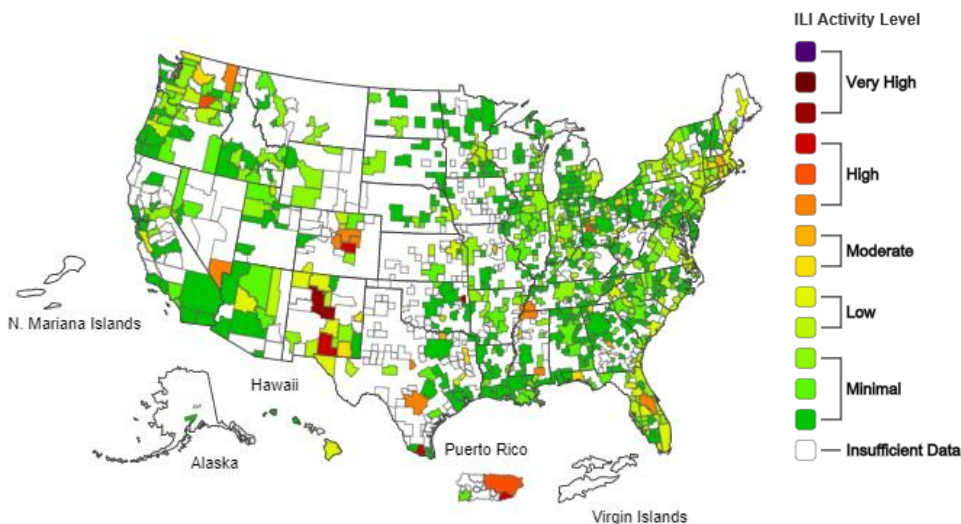 ILI Activity Level
Very High
High
Moderate
Low
Minimal
Insufficient Data
N. Mariana Islands
Hawaii
Alaska
Puerto Rico
Virgin Islands